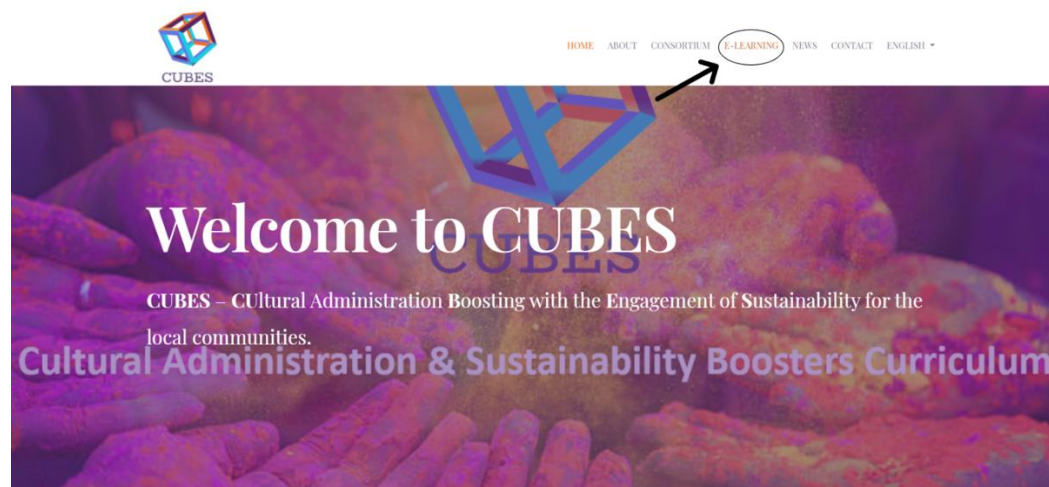 CUBES
HOME ABOUT CONSORTIUM E-LEARNING NEWS CONTACT ENGLISH
Welcome to CUBES
CUBES
CUBES – CUltural Administration Boosting with the Engagement of Sustainability for the
local communities.
Cultural Administration & Sustainability Boosters Curriculum